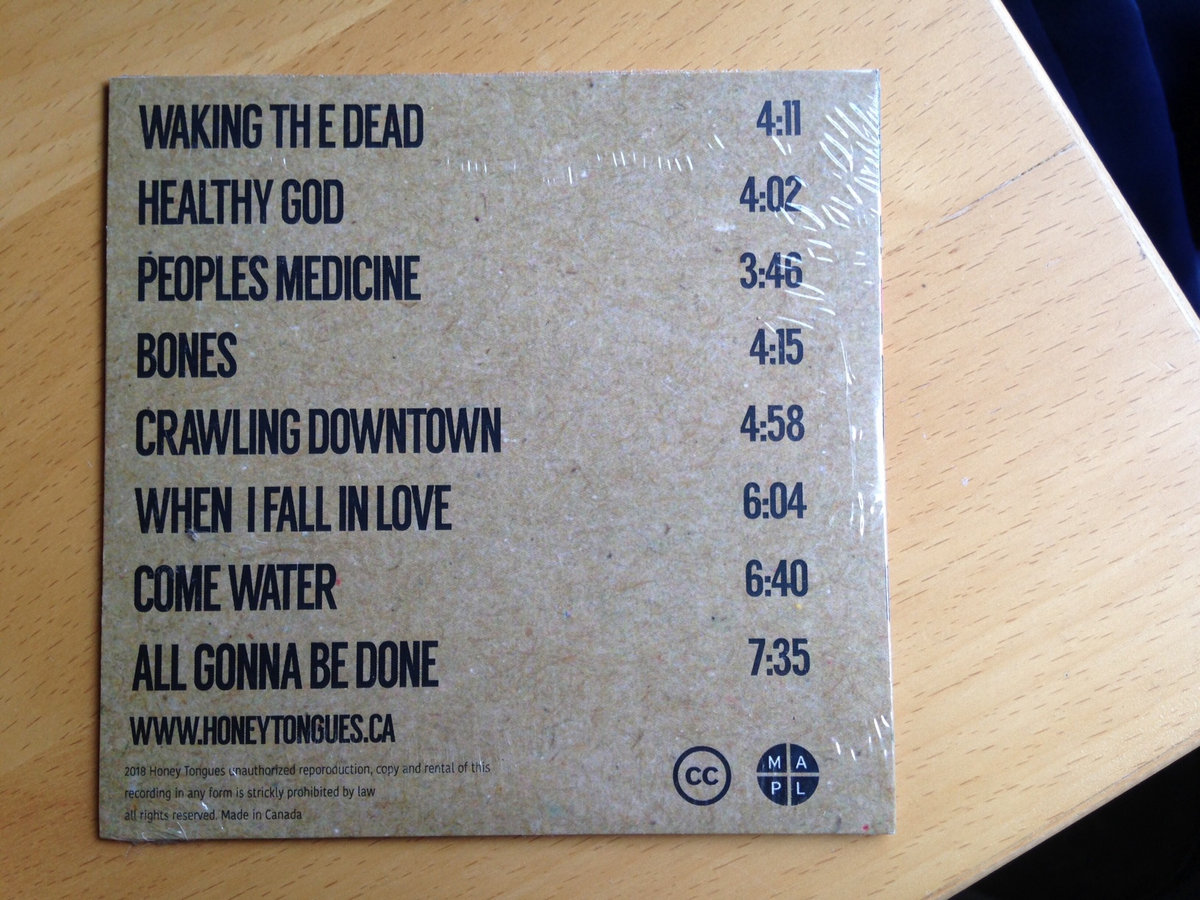 WAKING THE DEAD 4:11
HEALTHY GOD 4:02
PEOPLES MEDICINE 3:46
BONES 4:15
CRAWLING DOWNTOWN 4:58
WHEN I FALL IN LOVE 6:04
COME WATER 6:40
ALL GONNA BE DONE 7:35
WWW.HONEYTONGUES.CA
2018 Honey Tongues unauthorized reporoduction, copy and rental of this
recording in any form is strictly prohibited by law
all rights reserved. Made in Canada
CC
M A
P L